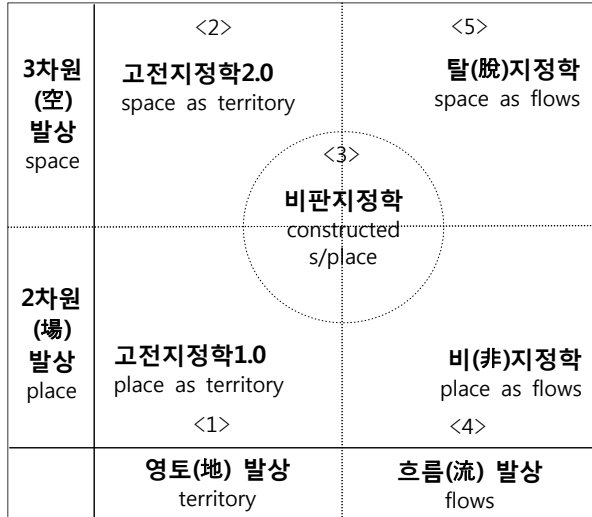 <2>
<5>
3차원
(空)
발상
space
고전지정학2.0
space as territory
탈(脫)지정학
space as flows
<3>
비판지정학
constructed
s/place
2차원
(場)
발상
place
고전지정학1.0
place as territory
<1>
비(非)지정학
place as flows
<4>
영토(地) 발상
territory
흐름(流) 발상
flows